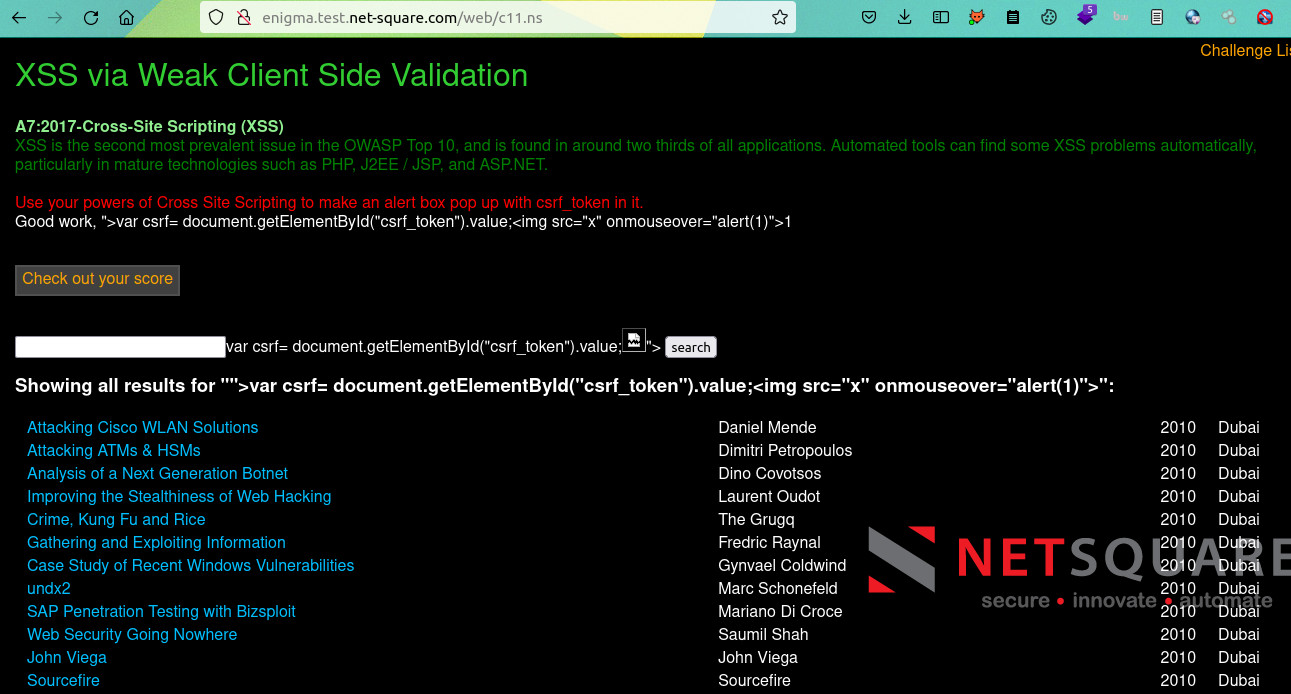 enigma.test.net-square.com/web/c11.ns
5
Challenge Lis
XSS via Weak Client Side Validation
A7:2017-Cross-Site Scripting (XSS)
XSS is the second most prevalent issue in the OWASP Top 10, and is found in around two thirds of all applications. Automated tools can find some XSS problems automatically,
particularly in mature technologies such as PHP, J2EE / JSP, and ASP.NET.
Use your powers of Cross Site Scripting to make an alert box pop up with csrf_token in it.
Good work, ">var csrf= document.getElementById("csrf_token").value;<img src="x" onmouseover="alert(1)">1
Check out your score
var csrf= document.getElementById("csrf_token").value; "> search
Showing all results for "">var csrf= document.getElementById("csrf_token").value;<img src="x" onmouseover="alert(1)">":
Attacking Cisco WLAN Solutions Daniel Mende 2010 Dubai
Attacking ATMs & HSMs Dimitri Petropoulos 2010 Dubai
Analysis of a Next Generation Botnet Dino Covotsos 2010 Dubai
Improving the Stealthiness of Web Hacking Laurent Oudot 2010 Dubai
Crime, Kung Fu and Rice The Grugq 2010 Dubai
Gathering and Exploiting Information Fredric Raynal 2010 Dubai
Case Study of Recent Windows Vulnerabilities Gynvael Coldwind 2010 Dubai
undx2 Marc Schonefeld 2010 Dubai
SAP Penetration Testing with Bizsploit Mariano Di Croce 2010 Dubai
Web Security Going Nowhere Saumil Shah 2010 Dubai
John Viega John Viega 2010 Dubai
Sourcefire Sourcefire 2010 Dubai
NETSQUARE
secure • innovate • automate